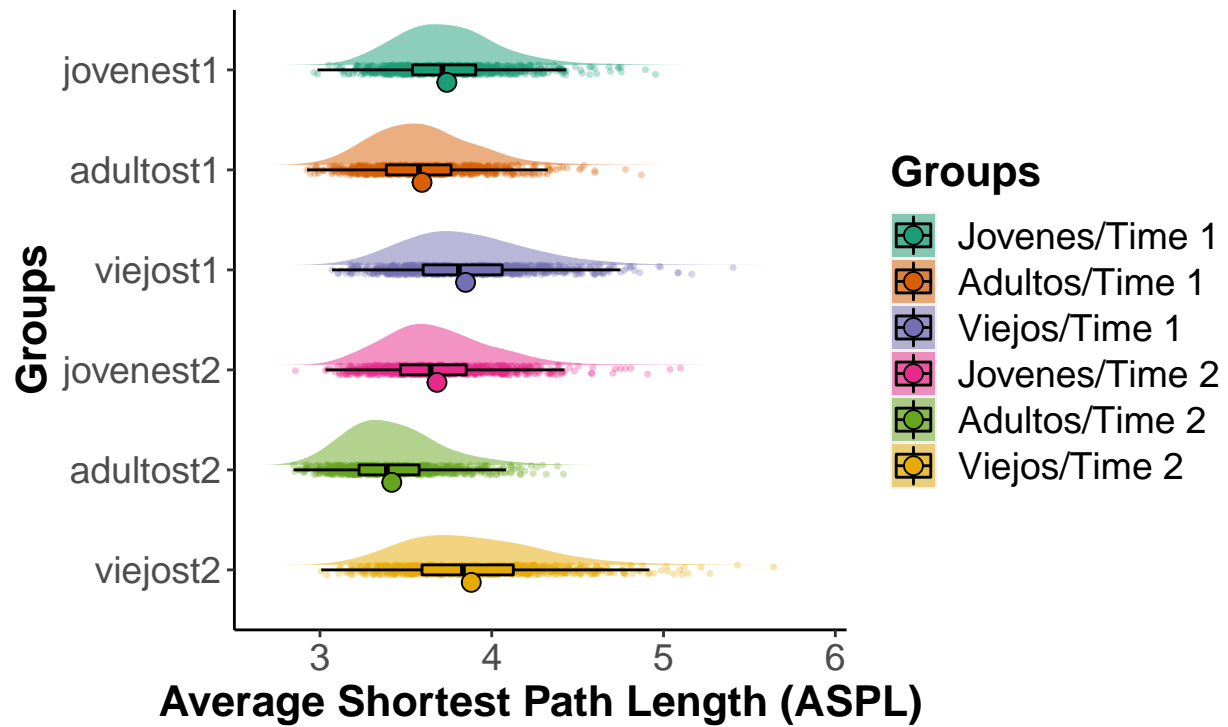 Groups
jovenest1
adultost1
viejost1
jovenest2
adultost2
viejost2
3 4 5 6
Average Shortest Path Length (ASPL)
Groups
Jovenes/Time 1
Adultos/Time 1
Viejos/Time 1
Jovenes/Time 2
Adultos/Time 2
Viejos/Time 2